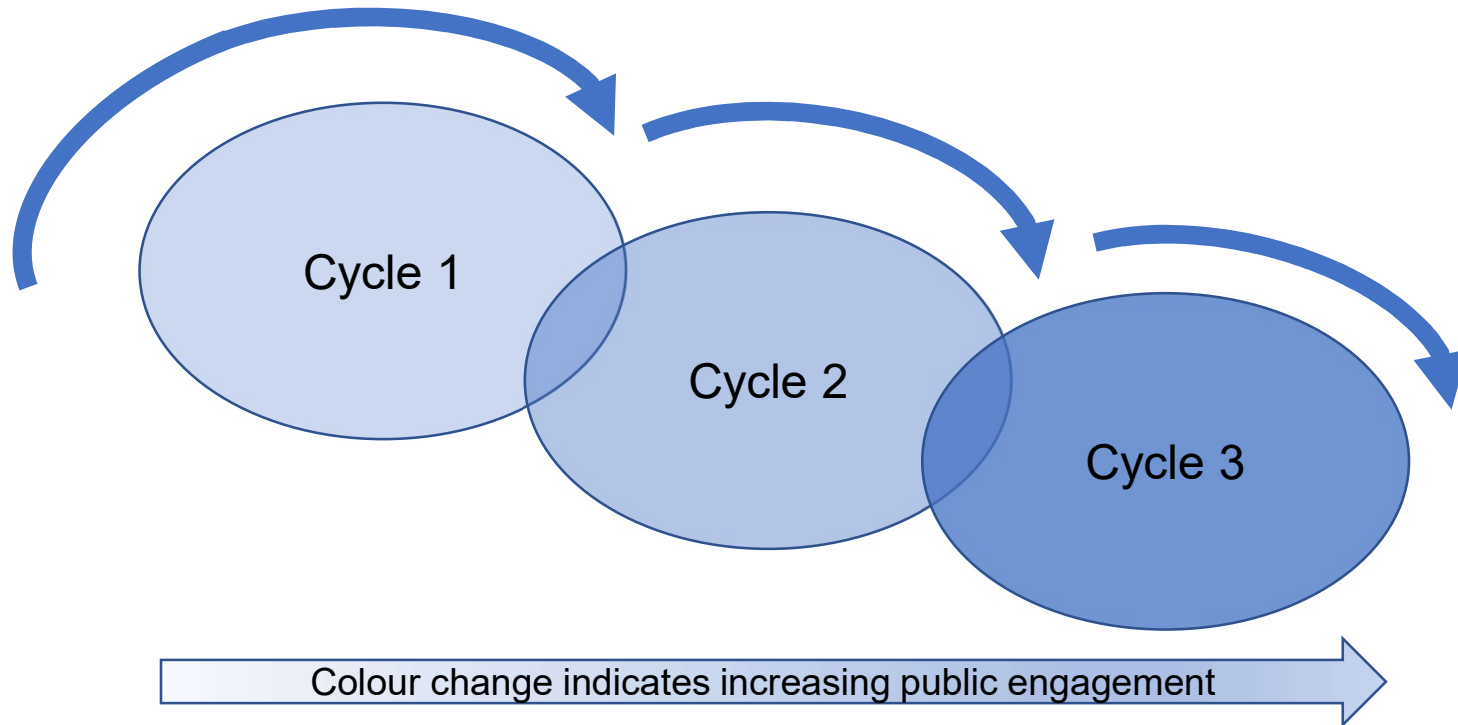 Cycle 1
Cycle 2
Cycle 3
Colour change indicates increasing public engagement